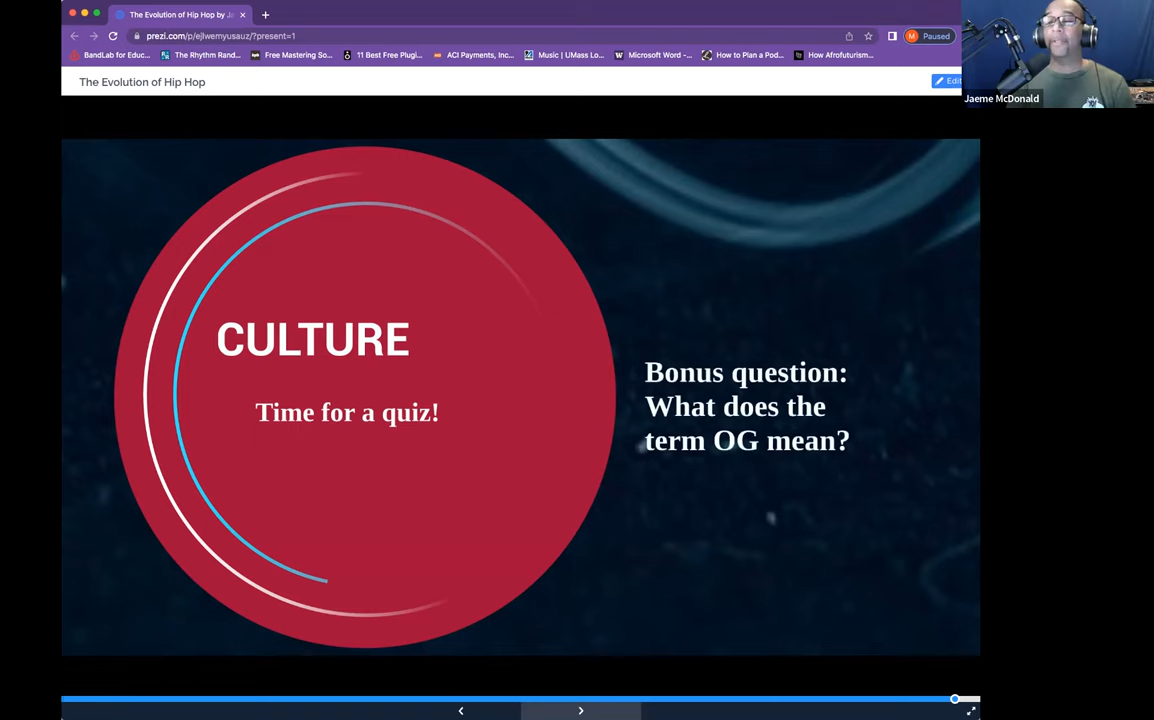 The Evolution of Hip Hop by Ja
prezi.com/p/ejlwemyusauz/?present=1
M Paused
BandLab for Educ...
The Rhythm Rand...
Free Mastering So...
11 Best Free Plugi...
ACI Payments, Inc...
Music | UMass Lo...
Microsoft Word -...
How to Plan a Pod...
How Afrofuturism...
The Evolution of Hip Hop
Edit
Jaeme McDonald
CULTURE
Time for a quiz!
Bonus question:
What does the
term OG mean?